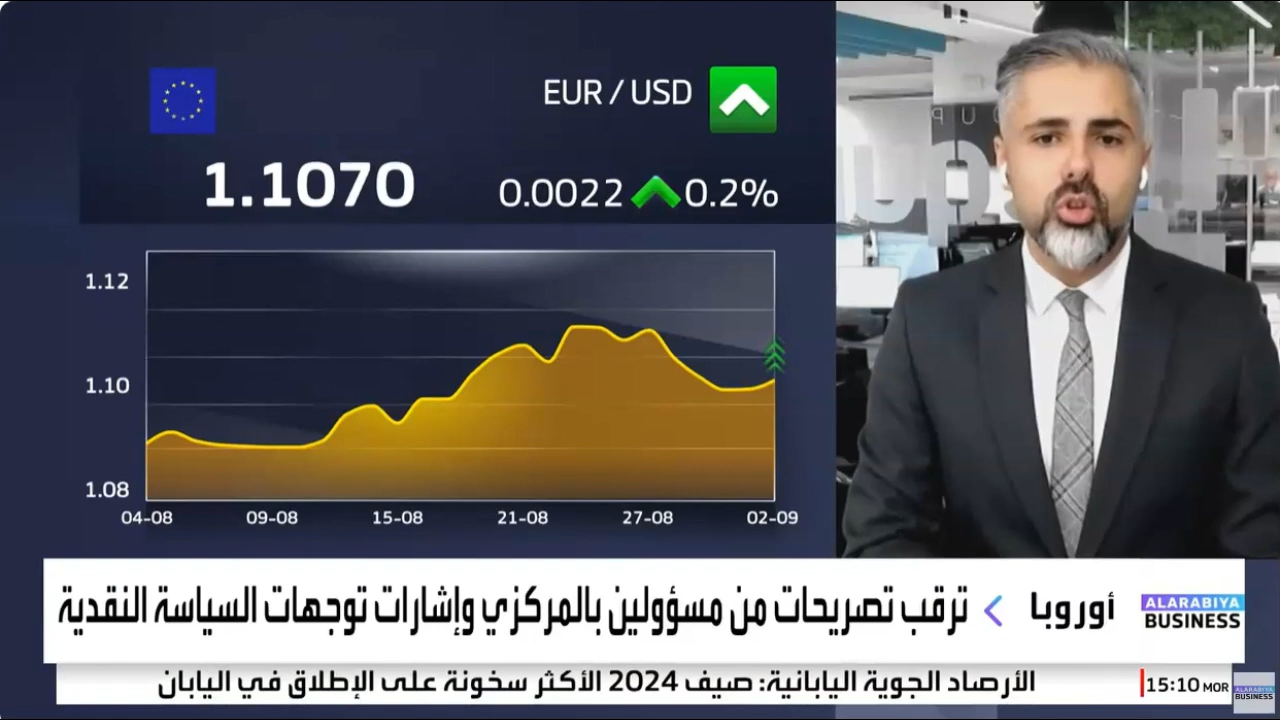 EUR / USD
1.1070
0.0022 0.2%
1.12
1.10
1.08
04-08 09-08 15-08 21-08 27-08 02-09
أوروبا
ترقب تصريحات من مسؤولين بالمركزي وإشارات توجهات السياسة النقدية
ALARABIYA
BUSINESS
الأرصاد الجوية اليابانية: صيف 2024 الأكثر سخونة على الإطلاق في اليابان
15:10 MOR
ALARABIYA
BUSINESS